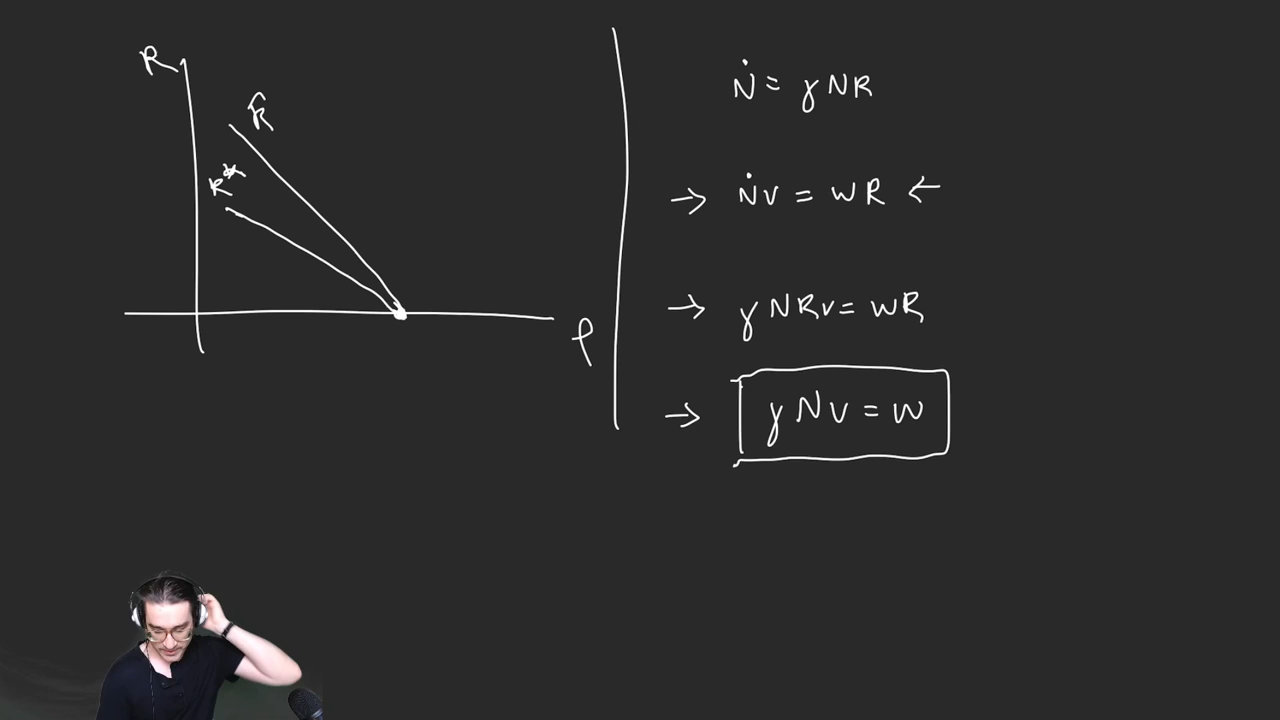 R
R̂
R*
ρ
Ṅ = γNR
→ ṄV = WR ←
→ γNRV = WR
→ γNV = W